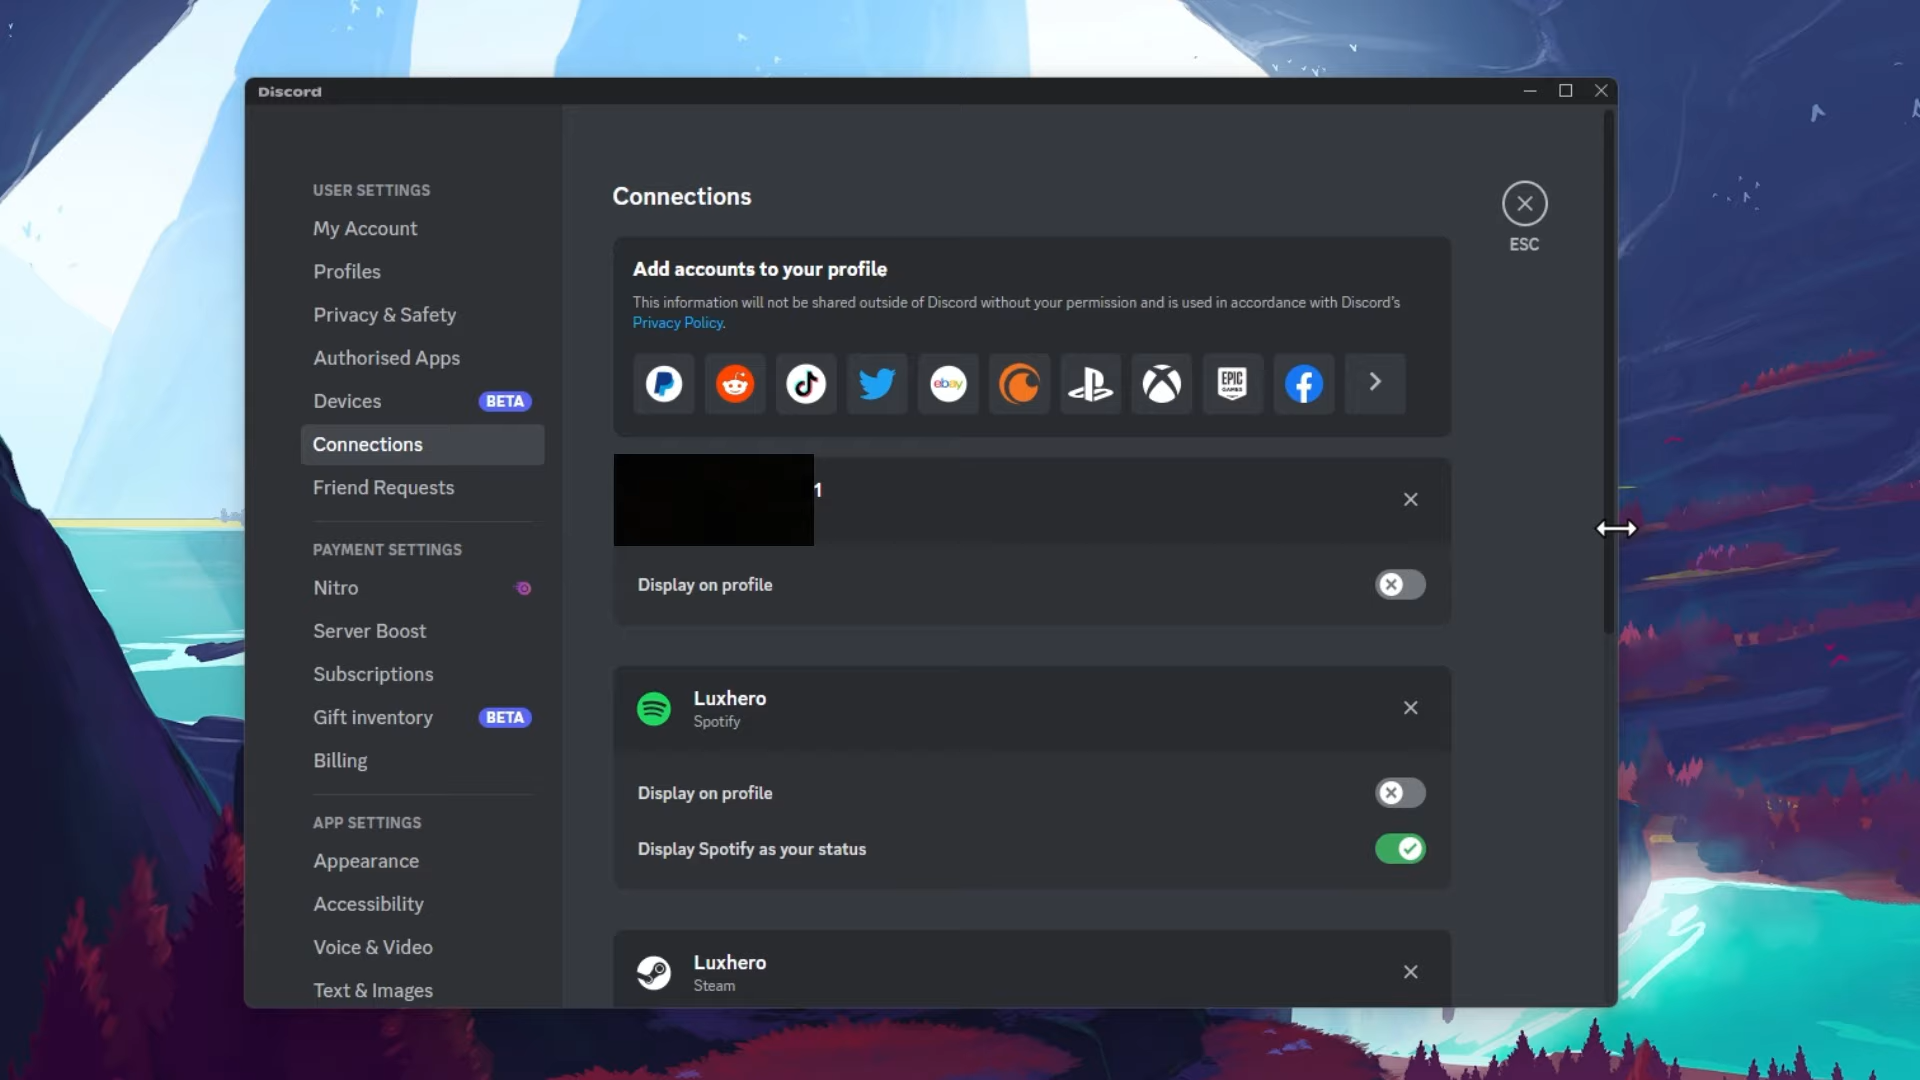 Discord
USER SETTINGS
My Account
Profiles
Privacy & Safety
Authorised Apps
Devices BETA
Connections
Friend Requests
PAYMENT SETTINGS
Nitro
Server Boost
Subscriptions
Gift inventory BETA
Billing
APP SETTINGS
Appearance
Accessibility
Voice & Video
Text & Images
Connections
ESC
Add accounts to your profile
This information will not be shared outside of Discord without your permission and is used in accordance with Discord's
Privacy Policy.
ebay
EPIC
GAMES
1
Display on profile
Luxhero
Spotify
Display on profile
Display Spotify as your status
Luxhero
Steam